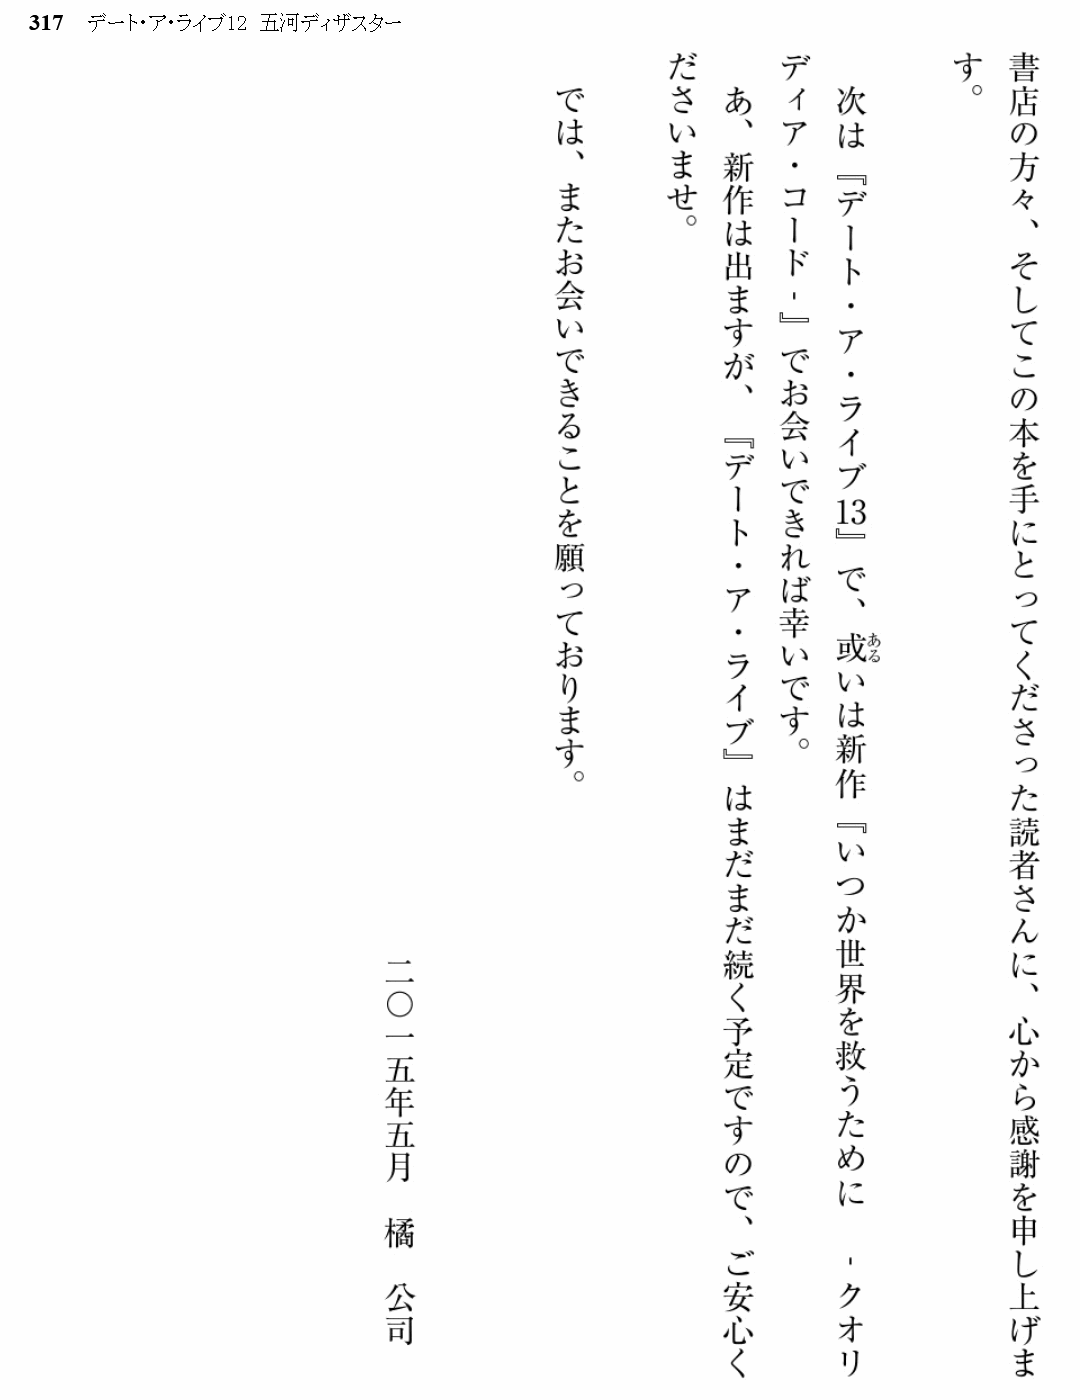 317 デート・ア・ライブ12 五河ディザスター
書店の方々、そしてこの本を手にとってくださった読者さんに、心から感謝を申し上げま
す。
次は『デート・ア・ライブ13』で、或いは新作『いつか世界を救うために -クオリ
ある
ディア・コード-』でお会いできれば幸いです。
あ、新作は出ますが、『デート・ア・ライブ』はまだまだ続く予定ですので、ご安心く
ださいませ。
では、またお会いできることを願っております。
二〇一五年五月 橘 公司